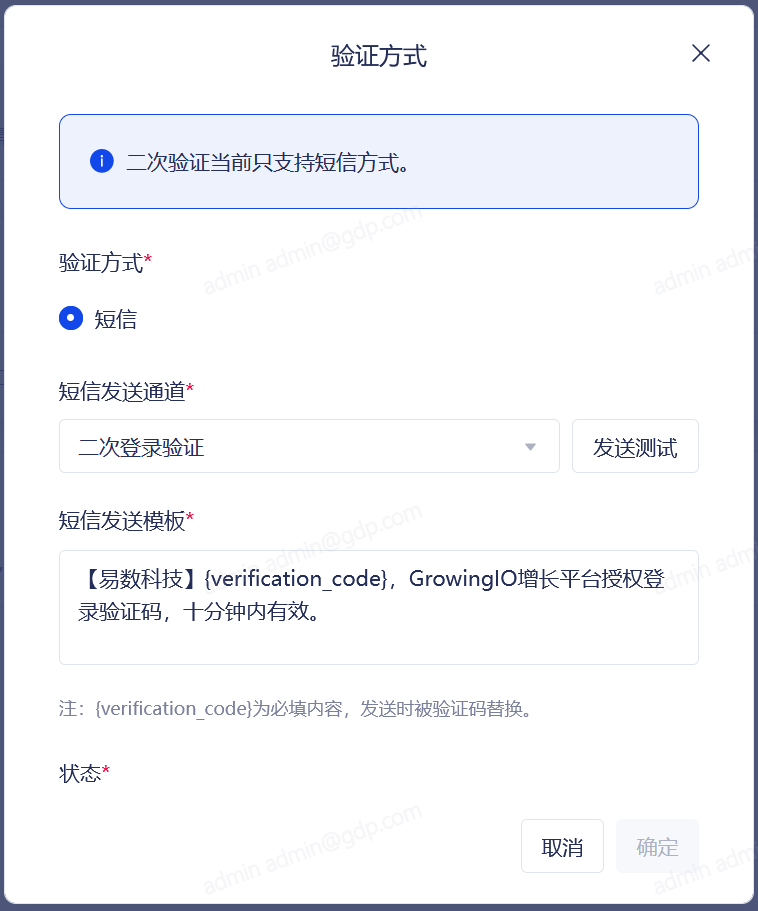 验证方式
二次验证当前只支持短信方式。
admin admin@gdp.com
admin adm
验证方式*
短信
短信发送通道*
二次登录验证
发送测试
短信发送模板*
admin admin@gdp.com
admin adm
【易数科技】{verification_code}，GrowingIO增长平台授权登
录验证码，十分钟内有效。
注：{verification_code}为必填内容，发送时被验证码替换。
状态*
admin admin@gdp.com
admin adm
取消
确定